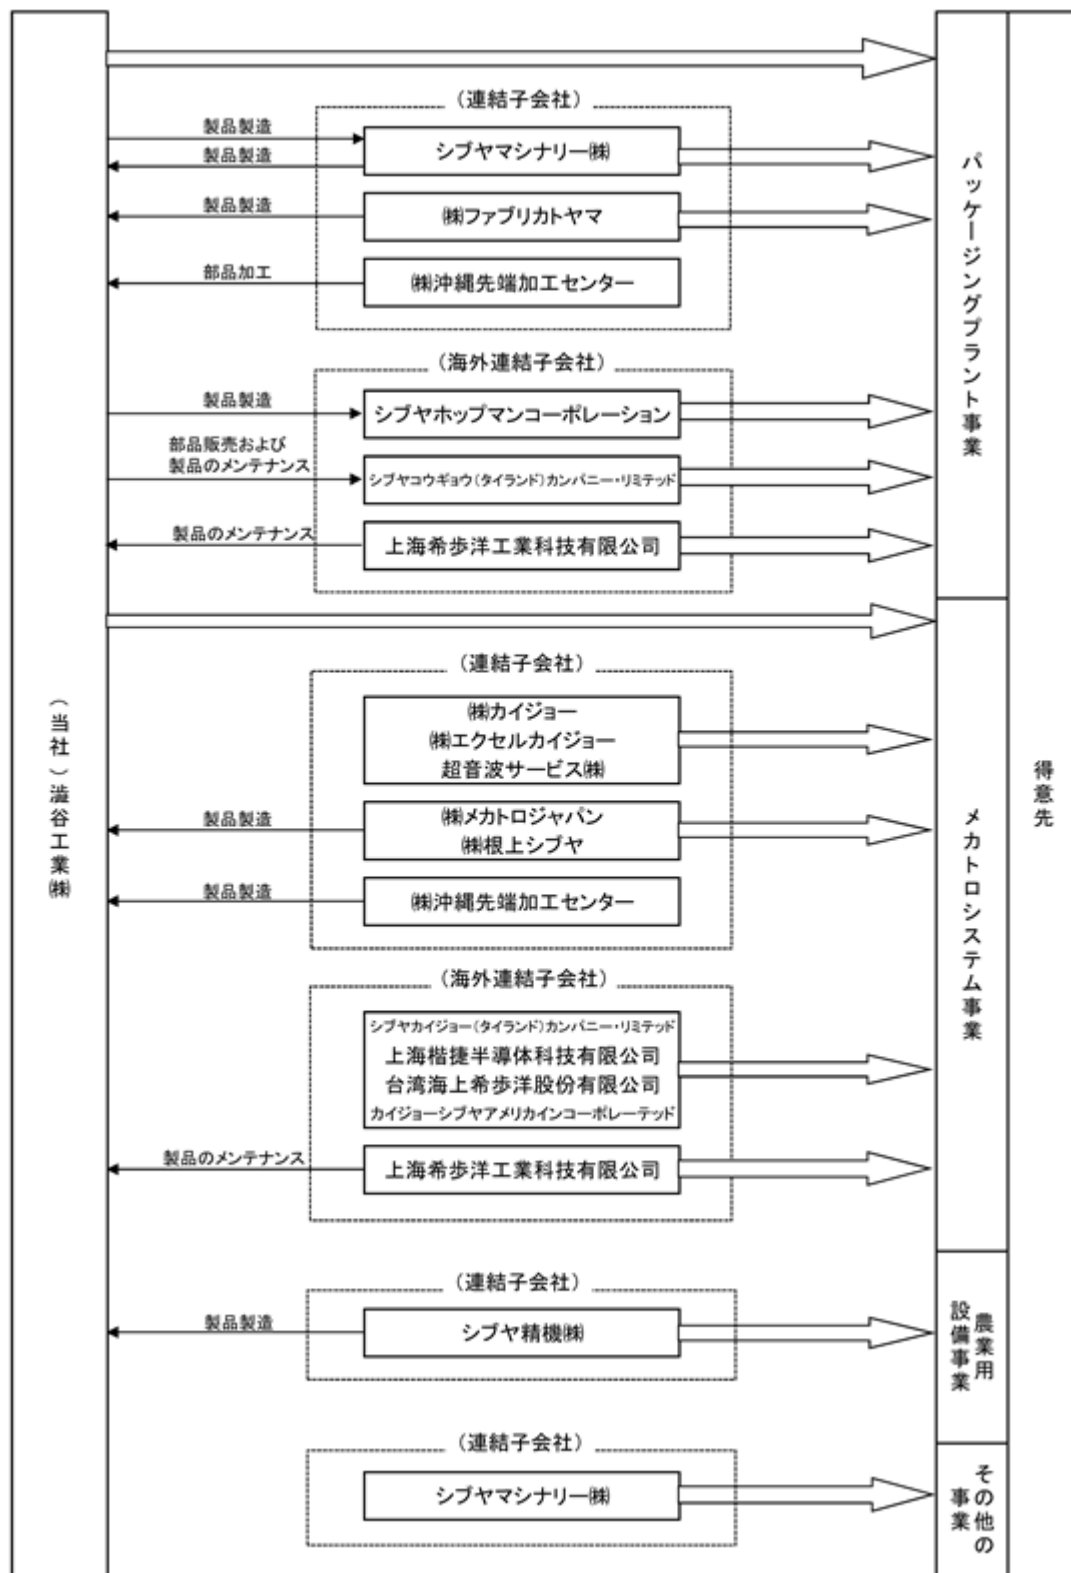 （当社）澁谷工業㈱
（連結子会社）
製品製造
製品製造
シブヤマシナリー㈱
製品製造
㈱ファブリカトヤマ
部品加工
㈱沖縄先端加工センター
（海外連結子会社）
製品製造
シブヤホップマンコーポレーション
部品販売および
製品のメンテナンス
シブヤコウギョウ（タイランド）カンパニー・リミテッド
製品のメンテナンス
上海希歩洋工業科技有限公司
パッケージングプラント事業
（連結子会社）
㈱カイジョー
㈱エクセルカイジョー
超音波サービス㈱
製品製造
㈱メカトロジャパン
㈱根上シブヤ
製品製造
㈱沖縄先端加工センター
（海外連結子会社）
シブヤカイジョー（タイランド）カンパニー・リミテッド
上海楷捷半導体科技有限公司
台湾海上希歩洋股份有限公司
カイジョーシブヤアメリカインコーポレーテッド
製品のメンテナンス
上海希歩洋工業科技有限公司
メカトロシステム事業
（連結子会社）
製品製造
シブヤ精機㈱
農業用
設備事業
（連結子会社）
シブヤマシナリー㈱
その他の
事業
得意先